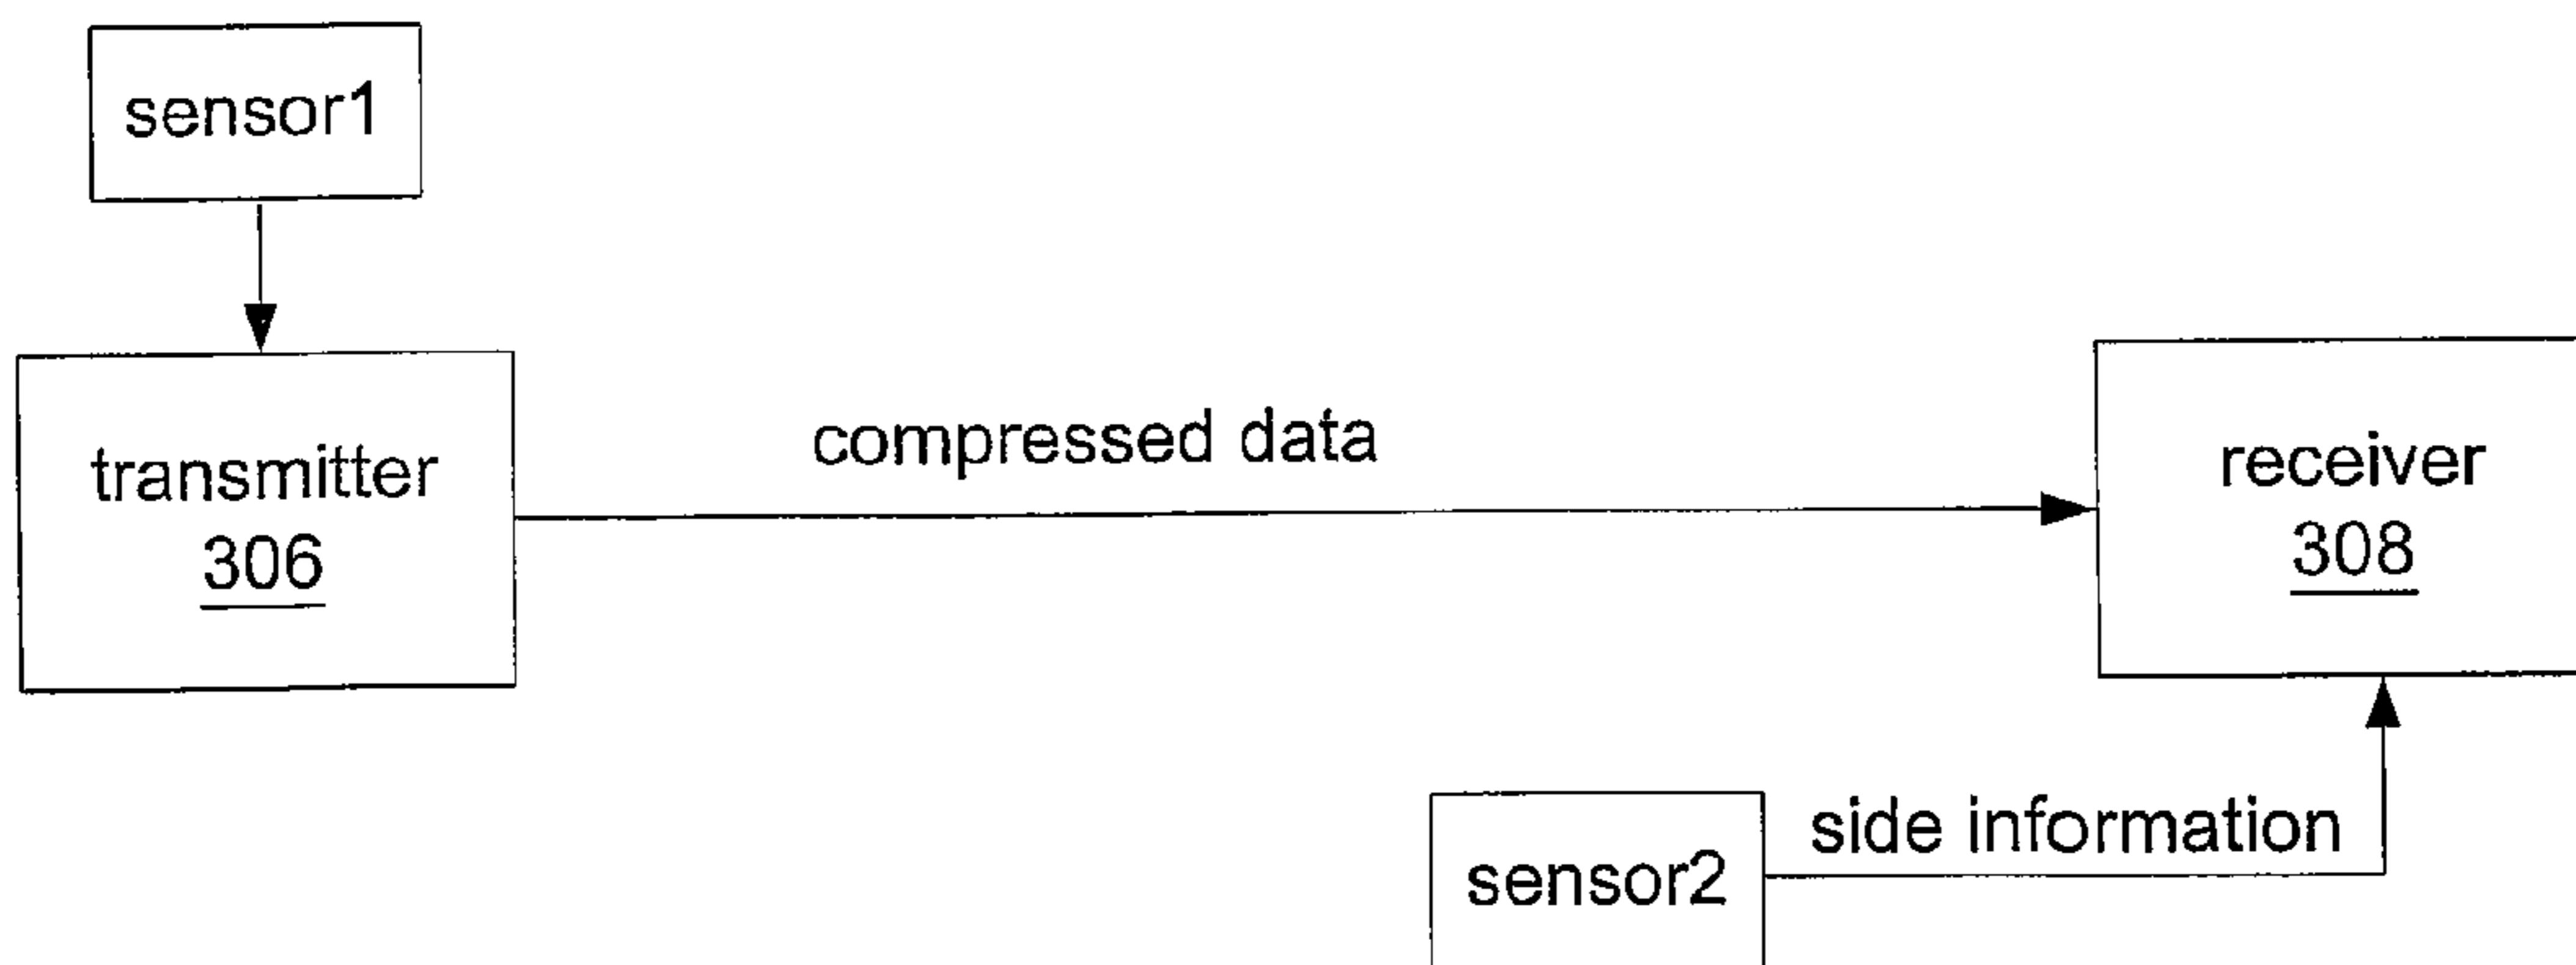 sensor1
transmitter
306
compressed data
receiver
308
side information
sensor2